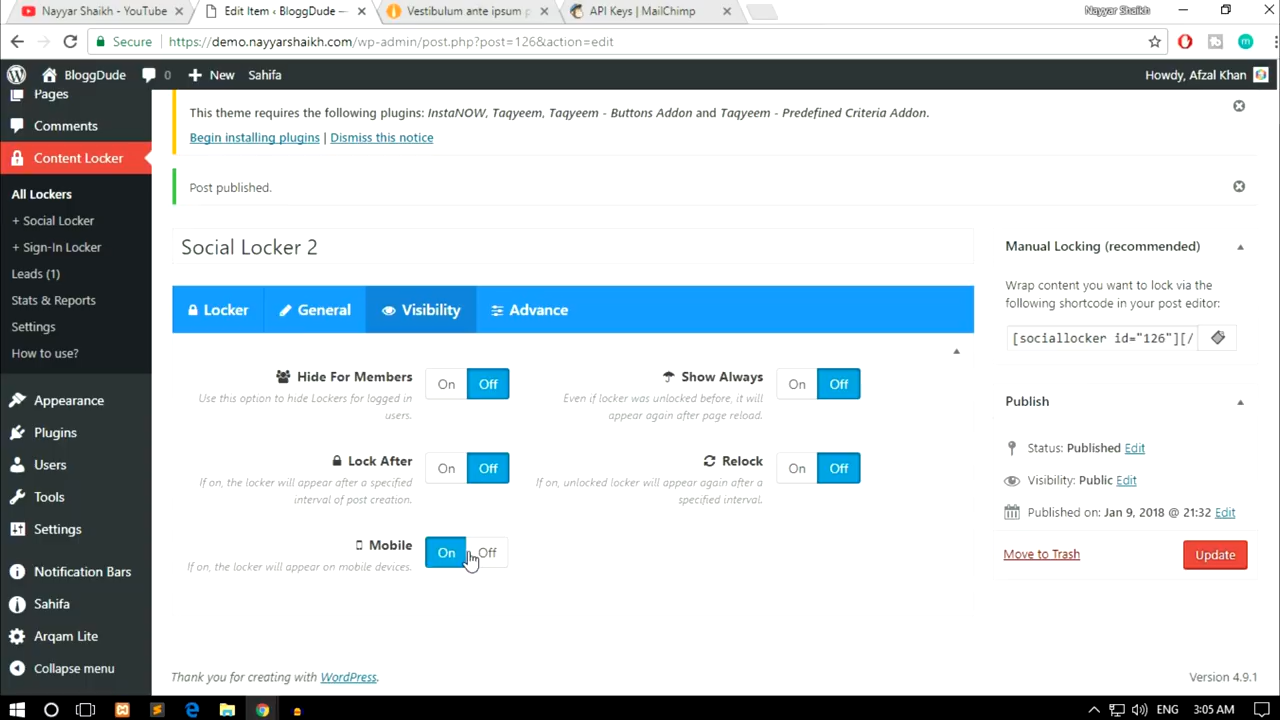 Nayyar Shaikh - YouTube
Edit Item ‹ BloggDude —
Vestibulum ante ipsum p
API Keys | MailChimp
Nayyar Shaikh
Secure
https://demo.nayyarshaikh.com/wp-admin/post.php?post=126&action=edit
BloggDude
0
New
Sahifa
Howdy, Afzal Khan
Pages
Comments
Content Locker
All Lockers
+ Social Locker
+ Sign-In Locker
Leads (1)
Stats & Reports
Settings
How to use?
Appearance
Plugins
Users
Tools
Settings
Notification Bars
Sahifa
Arqam Lite
Collapse menu
This theme requires the following plugins: InstaNOW, Taqyeem, Taqyeem - Buttons Addon and Taqyeem - Predefined Criteria Addon.
Begin installing plugins | Dismiss this notice
Post published.
Social Locker 2
Locker
General
Visibility
Advance
Hide For Members
On
Off
Use this option to hide Lockers for logged in
users.
Show Always
On
Off
Even if locker was unlocked before, it will
appear again after page reload.
Lock After
On
Off
If on, the locker will appear after a specified
interval of post creation.
Relock
On
Off
If on, unlocked locker will appear again after a
specified interval.
Mobile
On
Off
If on, the locker will appear on mobile devices.
Manual Locking (recommended)
Wrap content you want to lock via the
following shortcode in your post editor:
[sociallocker id="126"][/
Publish
Status: Published Edit
Visibility: Public Edit
Published on: Jan 9, 2018 @ 21:32 Edit
Move to Trash
Update
Thank you for creating with WordPress.
Version 4.9.1
ENG
3:05 AM